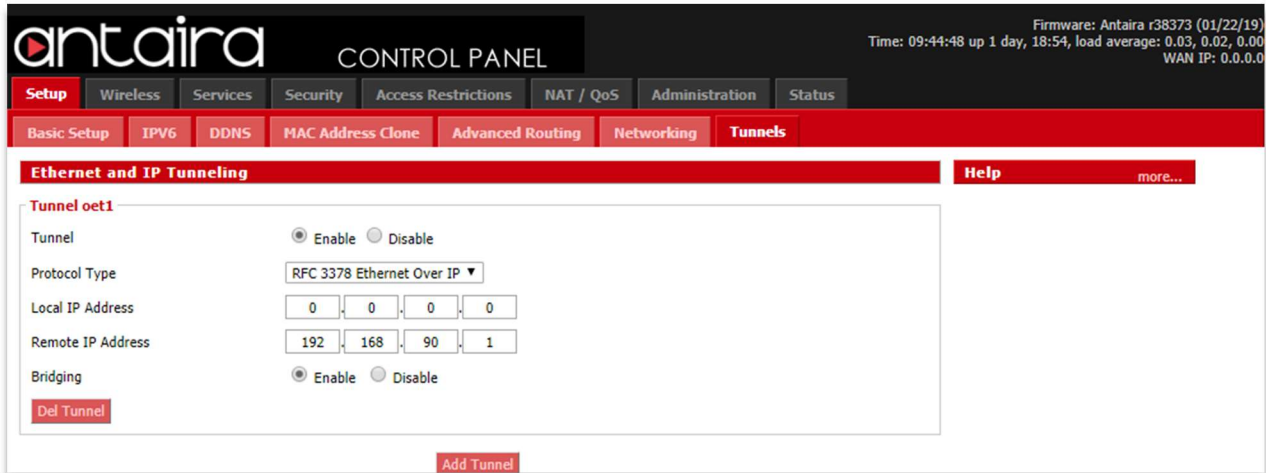 antaira
CONTROL PANEL
Firmware: Antaira r38373 (01/22/19)
Time: 09:44:48 up 1 day, 18:54, load average: 0.03, 0.02, 0.00
WAN IP: 0.0.0.0
Setup Wireless Services Security Access Restrictions NAT / QoS Administration Status
Basic Setup IPV6 DDNS MAC Address Clone Advanced Routing Networking Tunnels
Ethernet and IP Tunneling
Help more...
Tunnel oet1
Tunnel Enable Disable
Protocol Type RFC 3378 Ethernet Over IP
Local IP Address 0 . 0 . 0 . 0
Remote IP Address 192 . 168 . 90 . 1
Bridging Enable Disable
Del Tunnel
Add Tunnel